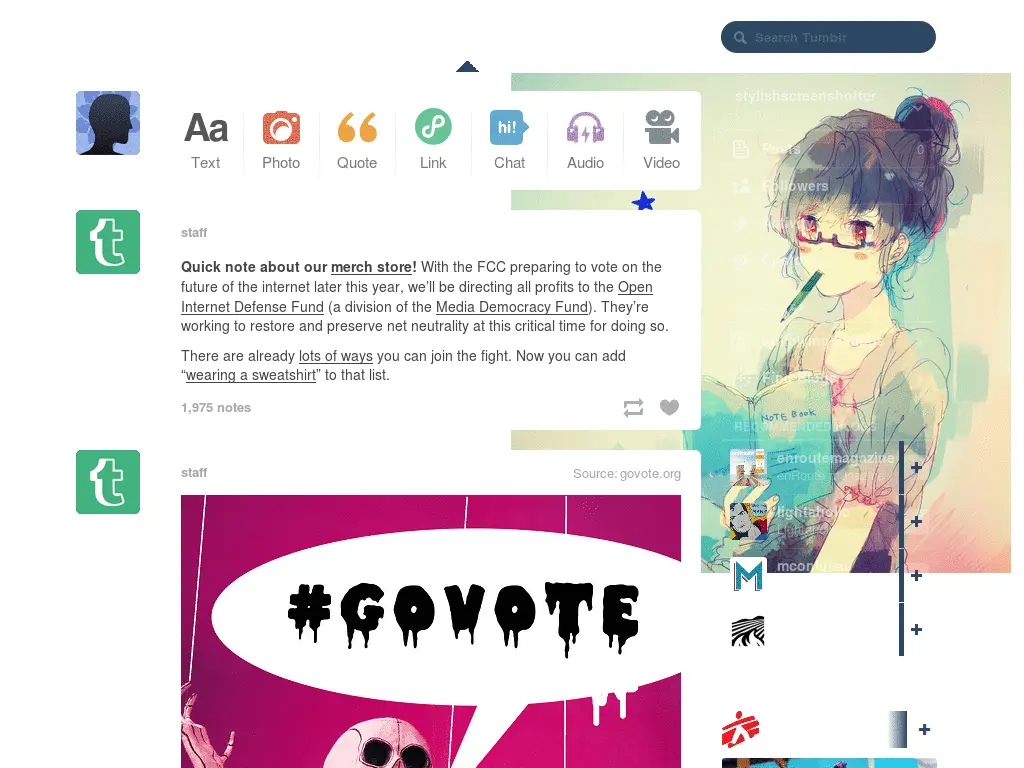 Search Tumblr
stylishscreenshotter
Aa
hi!
Text
Photo
Quote
Link
Chat
Audio
Video
Posts
Followers
staff
Quick note about our merch store! With the FCC preparing to vote on the
future of the internet later this year, we’ll be directing all profits to the Open
Internet Defense Fund (a division of the Media Democracy Fund). They’re
working to restore and preserve net neutrality at this critical time for doing so.
There are already lots of ways you can join the fight. Now you can add
“wearing a sweatshirt” to that list.
1,975 notes
NOTE BOOK
RECOMMENDED BLOGS
enroutemagazine
staff
Source: govote.org
#GOVOTE